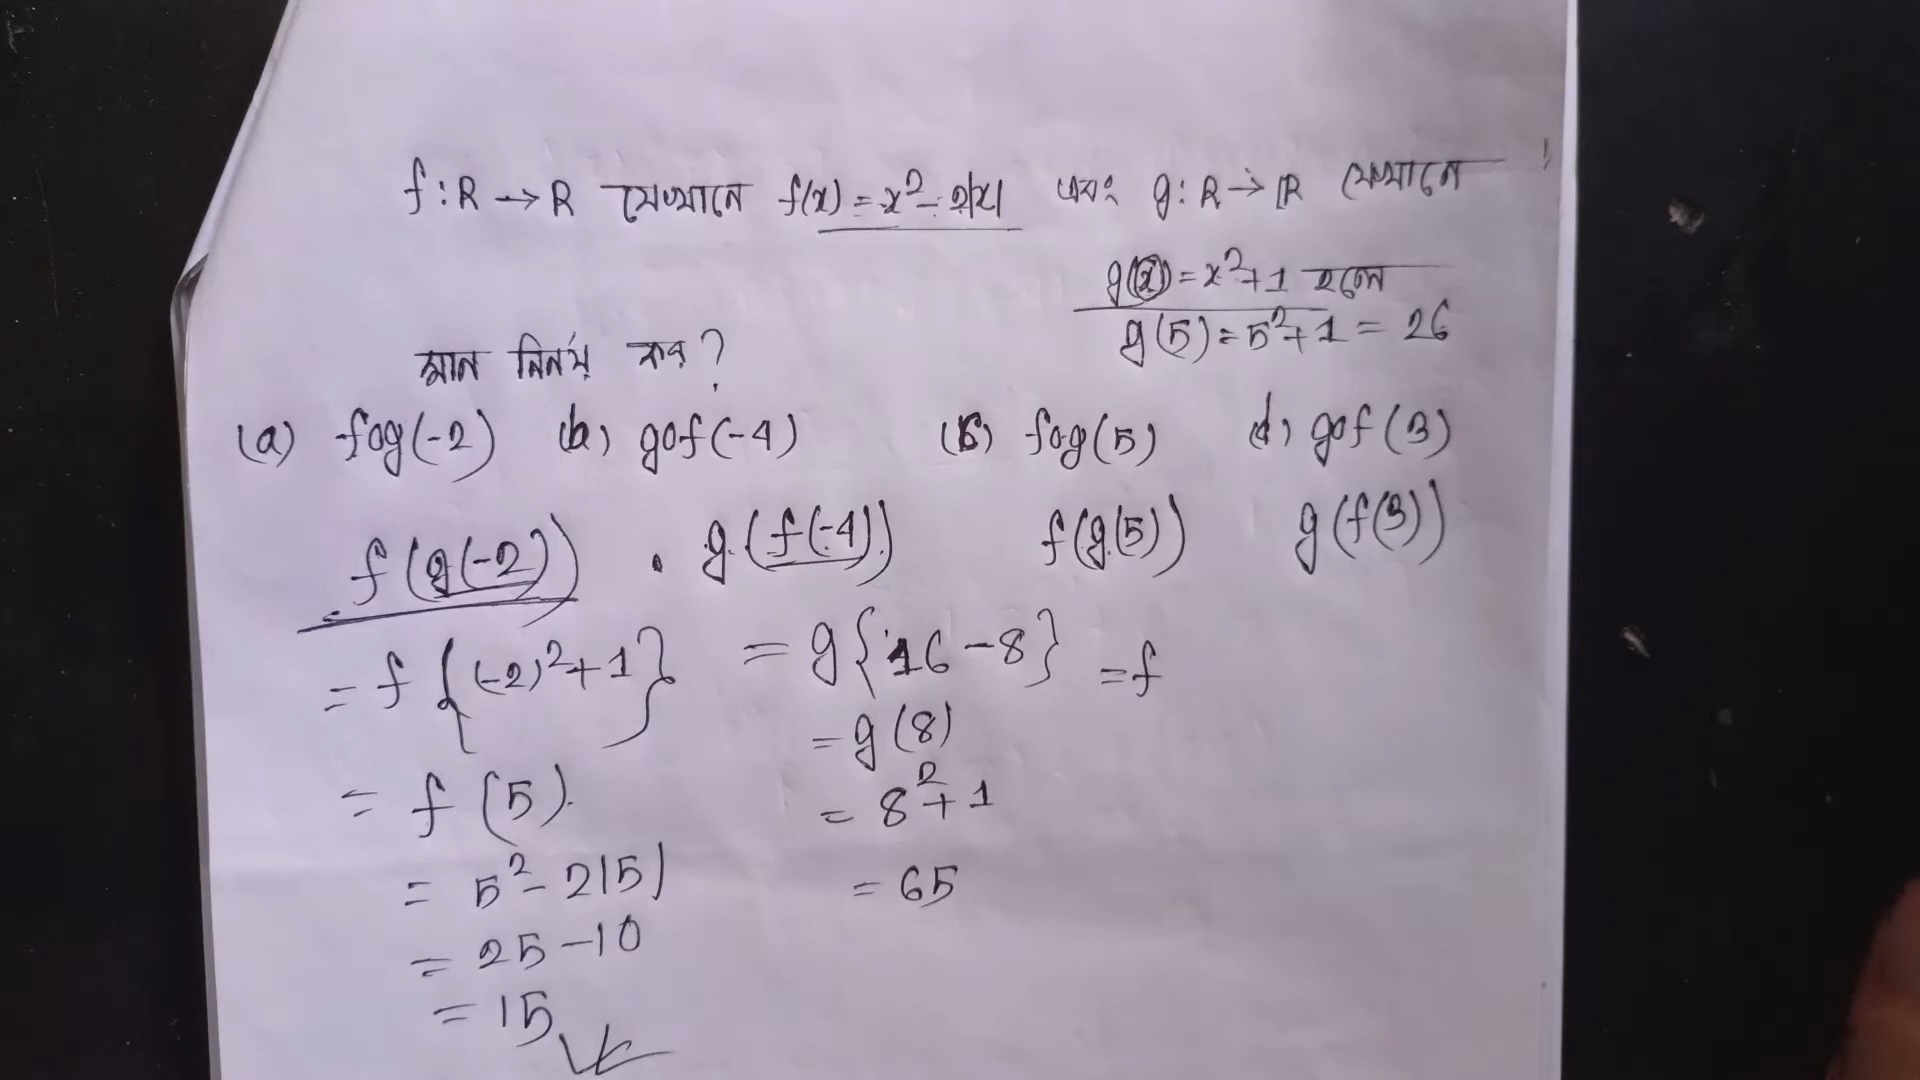 f : R → R যেখানে f(x) = x² - 2|x| এবং g : R → R যেখানে
g(x) = x² + 1 হলে
g(5) = 5² + 1 = 26
মান নির্নয় কর ?
(a) fog(-2) b) gof(-4) (c) fog(5) d) gof(3)
f(g(-2)) . g(f(-4)) f(g(5)) g(f(3))
= f {(-2)² + 1} = g{16 - 8} = f
= g(8)
= f (5) = 8² + 1
= 5² - 2|5| = 65
= 25 - 10
= 15